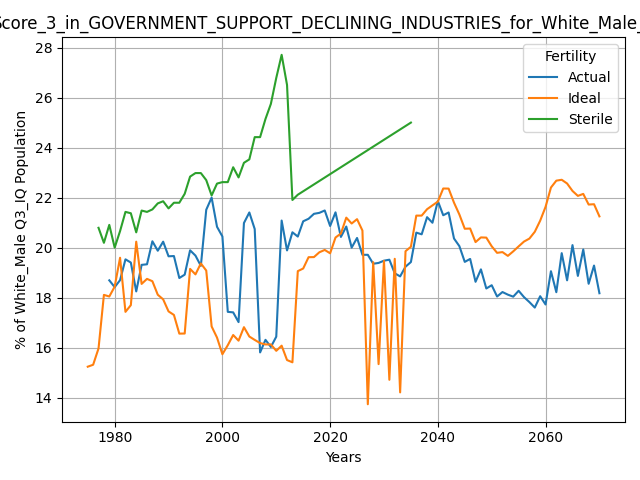 Score_3_in_GOVERNMENT_SUPPORT_DECLINING_INDUSTRIES_for_White_Male_
Fertility
Actual
Ideal
Sterile
% of White_Male Q3_IQ Population
28
26
24
22
20
18
16
14
1980
2000
2020
2040
2060
Years